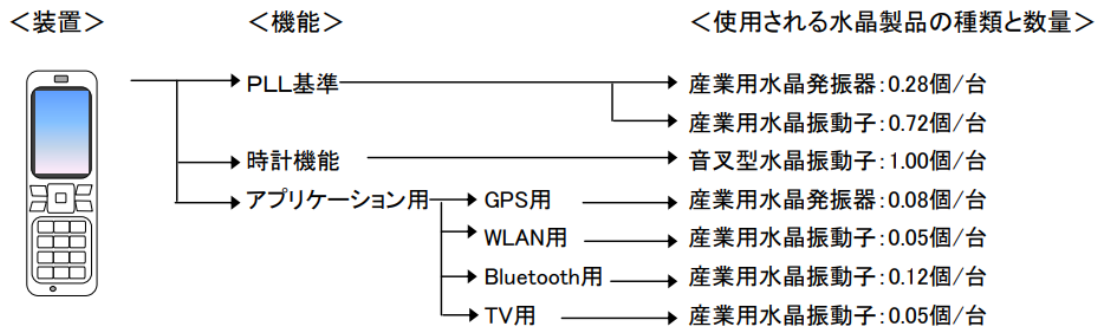 ＜装置＞ ＜機能＞ ＜使用される水晶製品の種類と数量＞
PLL基準 産業用水晶発振器：0.28個/台
産業用水晶振動子：0.72個/台
時計機能 音叉型水晶振動子：1.00個/台
アプリケーション用 GPS用 産業用水晶発振器：0.08個/台
WLAN用 産業用水晶振動子：0.05個/台
Bluetooth用 産業用水晶振動子：0.12個/台
TV用 産業用水晶振動子：0.05個/台